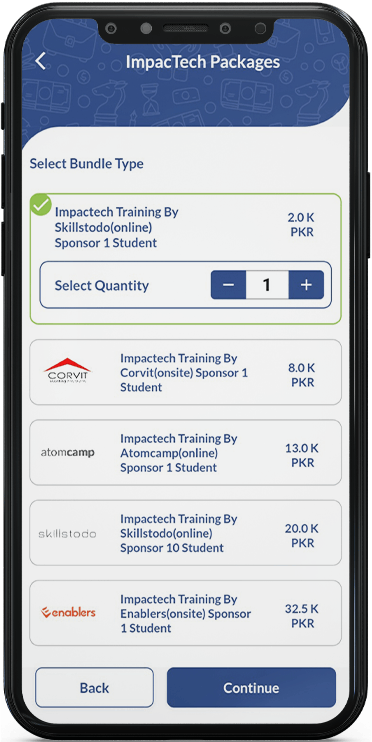 ImpacTech Packages
Select Bundle Type
Impactech Training By
Skillstodo(online)
Sponsor 1 Student
2.0 K
PKR
Select Quantity
−
1
+
CORVIT
Impactech Training By
Corvit(onsite) Sponsor 1
Student
8.0 K
PKR
atomcamp
Impactech Training By
Atomcamp(online)
Sponsor 1 Student
13.0 K
PKR
skillstodo
Impactech Training By
Skillstodo(online)
Sponsor 10 Student
20.0 K
PKR
enablers
Impactech Training By
Enablers(onsite) Sponsor
1 Student
32.5 K
PKR
Back
Continue